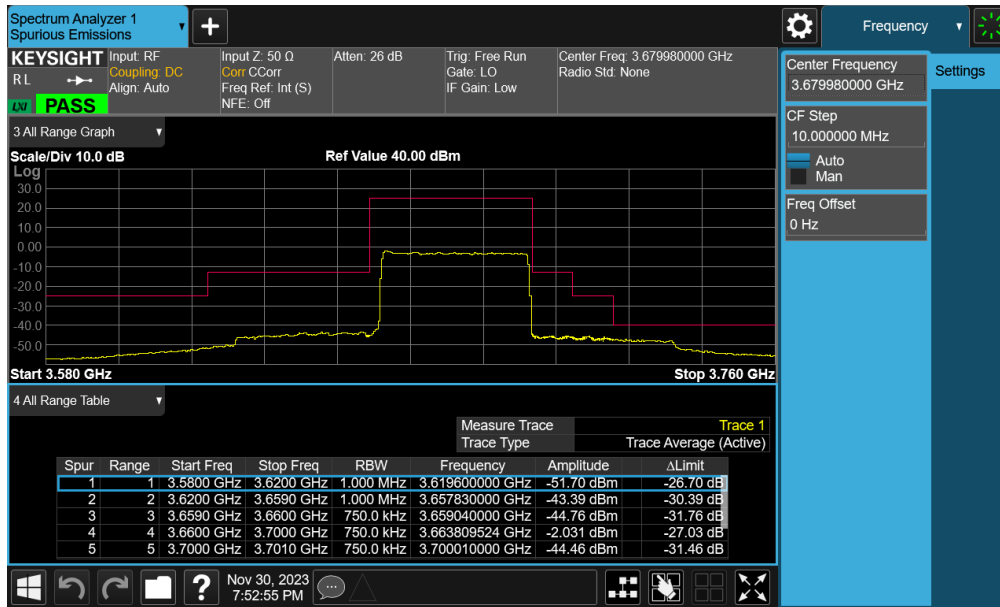 Spectrum Analyzer 1
Spurious Emissions
Frequency
KEYSIGHT
R L
LXI
PASS
Input: RF
Coupling: DC
Align: Auto
Input Z: 50 Ω
Corr CCorr
Freq Ref: Int (S)
NFE: Off
Atten: 26 dB
Trig: Free Run
Gate: LO
IF Gain: Low
Center Freq: 3.679980000 GHz
Radio Std: None
Center Frequency
3.679980000 GHz
Settings
CF Step
10.000000 MHz
Auto
Man
Freq Offset
0 Hz
3 All Range Graph
Scale/Div 10.0 dB
Ref Value 40.00 dBm
Log
30.0
20.0
10.0
0.00
-10.0
-20.0
-30.0
-40.0
-50.0
Start 3.580 GHz
Stop 3.760 GHz
4 All Range Table
Measure Trace Trace 1
Trace Type Trace Average (Active)
Spur Range Start Freq Stop Freq RBW Frequency Amplitude ΔLimit
1 1 3.5800 GHz 3.6200 GHz 1.000 MHz 3.619600000 GHz -51.70 dBm -26.70 dB
2 2 3.6200 GHz 3.6590 GHz 1.000 MHz 3.657830000 GHz -43.39 dBm -30.39 dB
3 3 3.6590 GHz 3.6600 GHz 750.0 kHz 3.659040000 GHz -44.76 dBm -31.76 dB
4 4 3.6600 GHz 3.7000 GHz 750.0 kHz 3.663809524 GHz -2.031 dBm -27.03 dB
5 5 3.7000 GHz 3.7010 GHz 750.0 kHz 3.700010000 GHz -44.46 dBm -31.46 dB
?
Nov 30, 2023
7:52:55 PM